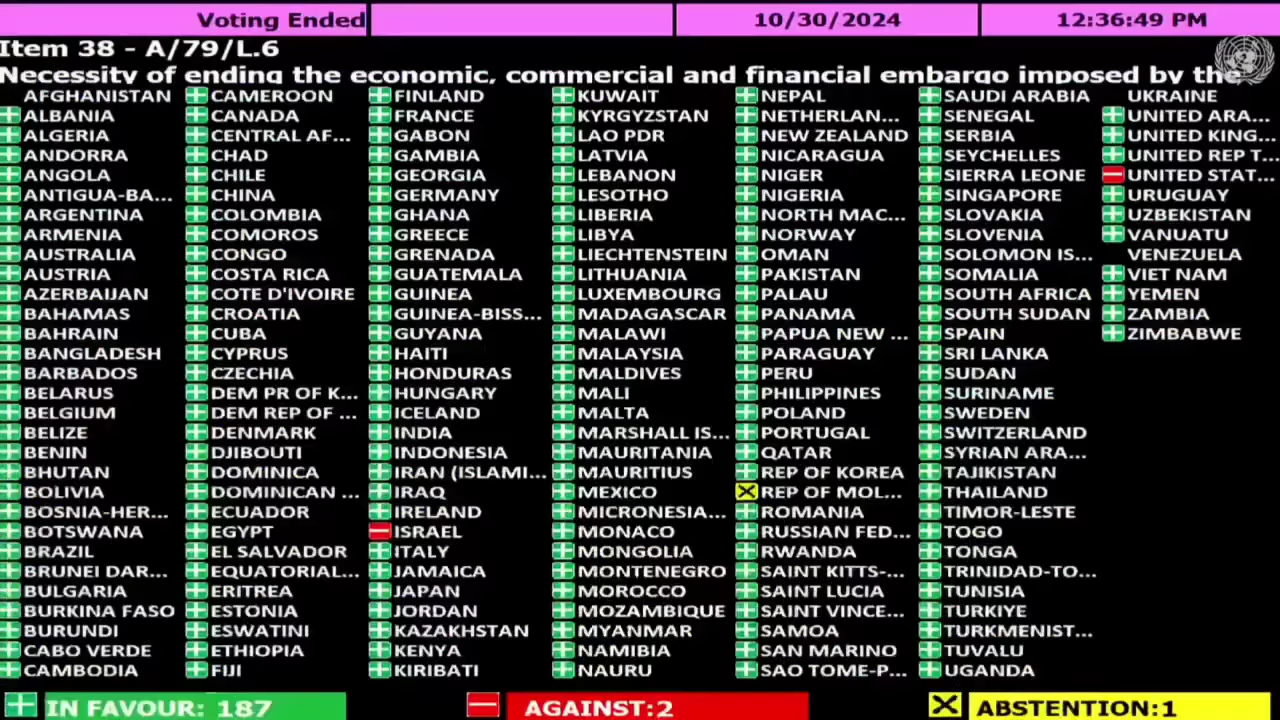 Voting Ended 10/30/2024 12:36:49 PM
Item 38 - A/79/L.6
Necessity of ending the economic, commercial and financial embargo imposed by the
AFGHANISTAN
ALBANIA
ALGERIA
ANDORRA
ANGOLA
ANTIGUA-BA...
ARGENTINA
ARMENIA
AUSTRALIA
AUSTRIA
AZERBAIJAN
BAHAMAS
BAHRAIN
BANGLADESH
BARBADOS
BELARUS
BELGIUM
BELIZE
BENIN
BHUTAN
BOLIVIA
BOSNIA-HER...
BOTSWANA
BRAZIL
BRUNEI DAR...
BULGARIA
BURKINA FASO
BURUNDI
CABO VERDE
CAMBODIA
CAMEROON
CANADA
CENTRAL AF...
CHAD
CHILE
CHINA
COLOMBIA
COMOROS
CONGO
COSTA RICA
COTE D'IVOIRE
CROATIA
CUBA
CYPRUS
CZECHIA
DEM PR OF K...
DEM REP OF ...
DENMARK
DJIBOUTI
DOMINICA
DOMINICAN ...
ECUADOR
EGYPT
EL SALVADOR
EQUATORIAL...
ERITREA
ESTONIA
ESWATINI
ETHIOPIA
FIJI
FINLAND
FRANCE
GABON
GAMBIA
GEORGIA
GERMANY
GHANA
GREECE
GRENADA
GUATEMALA
GUINEA
GUINEA-BISS...
GUYANA
HAITI
HONDURAS
HUNGARY
ICELAND
INDIA
INDONESIA
IRAN (ISLAMI...
IRAQ
IRELAND
ISRAEL
ITALY
JAMAICA
JAPAN
JORDAN
KAZAKHSTAN
KENYA
KIRIBATI
KUWAIT
KYRGYZSTAN
LAO PDR
LATVIA
LEBANON
LESOTHO
LIBERIA
LIBYA
LIECHTENSTEIN
LITHUANIA
LUXEMBOURG
MADAGASCAR
MALAWI
MALAYSIA
MALDIVES
MALI
MALTA
MARSHALL IS...
MAURITANIA
MAURITIUS
MEXICO
MICRONESIA...
MONACO
MONGOLIA
MONTENEGRO
MOROCCO
MOZAMBIQUE
MYANMAR
NAMIBIA
NAURU
NEPAL
NETHERLAN...
NEW ZEALAND
NICARAGUA
NIGER
NIGERIA
NORTH MAC...
NORWAY
OMAN
PAKISTAN
PALAU
PANAMA
PAPUA NEW ...
PARAGUAY
PERU
PHILIPPINES
POLAND
PORTUGAL
QATAR
REP OF KOREA
REP OF MOL...
ROMANIA
RUSSIAN FED...
RWANDA
SAINT KITTS-...
SAINT LUCIA
SAINT VINCE...
SAMOA
SAN MARINO
SAO TOME-P...
SAUDI ARABIA
SENEGAL
SERBIA
SEYCHELLES
SIERRA LEONE
SINGAPORE
SLOVAKIA
SLOVENIA
SOLOMON IS...
SOMALIA
SOUTH AFRICA
SOUTH SUDAN
SPAIN
SRI LANKA
SUDAN
SURINAME
SWEDEN
SWITZERLAND
SYRIAN ARA...
TAJIKISTAN
THAILAND
TIMOR-LESTE
TOGO
TONGA
TRINIDAD-TO...
TUNISIA
TURKIYE
TURKMENIST...
TUVALU
UGANDA
UKRAINE
UNITED ARA...
UNITED KING...
UNITED REP T...
UNITED STAT...
URUGUAY
UZBEKISTAN
VANUATU
VENEZUELA
VIET NAM
YEMEN
ZAMBIA
ZIMBABWE
IN FAVOUR: 187 AGAINST:2 ABSTENTION:1